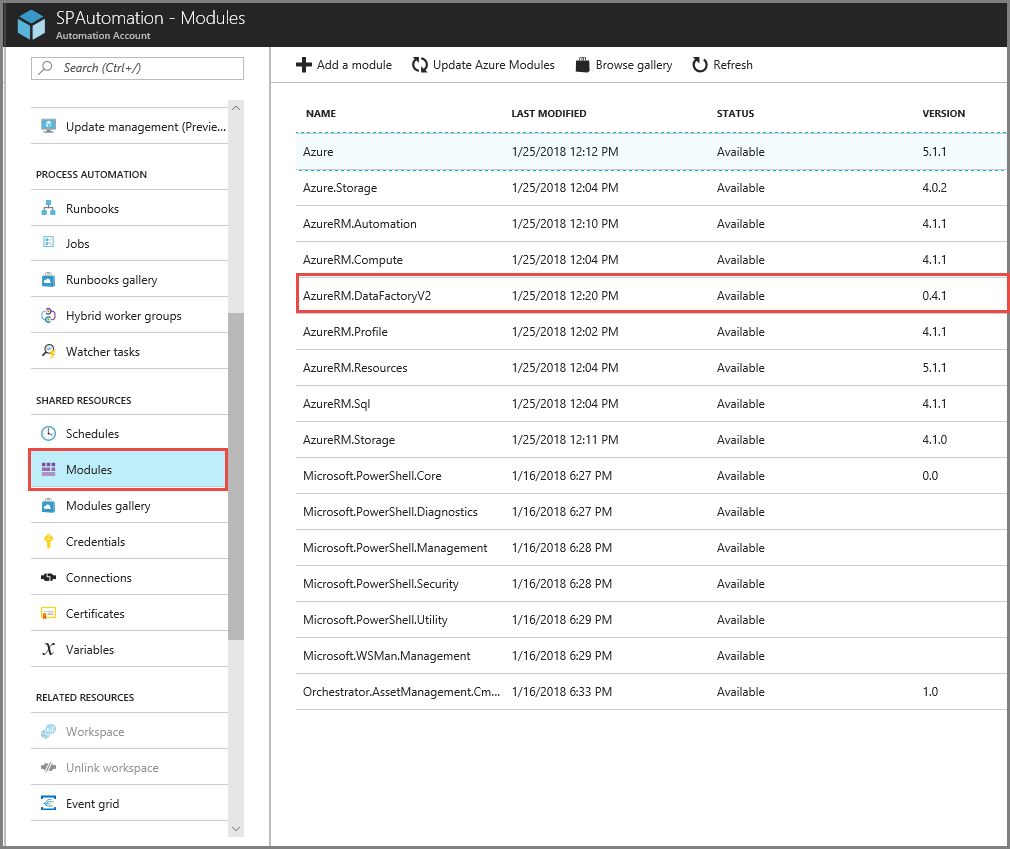 SPAutomation - Modules
Automation Account
Search (Ctrl+/)
Update management (Previe...
PROCESS AUTOMATION
Runbooks
Jobs
Runbooks gallery
Hybrid worker groups
Watcher tasks
SHARED RESOURCES
Schedules
Modules
Modules gallery
Credentials
Connections
Certificates
Variables
RELATED RESOURCES
Workspace
Unlink workspace
Event grid
Add a module Update Azure Modules Browse gallery Refresh
NAME LAST MODIFIED STATUS VERSION
Azure 1/25/2018 12:12 PM Available 5.1.1
Azure.Storage 1/25/2018 12:04 PM Available 4.0.2
AzureRM.Automation 1/25/2018 12:10 PM Available 4.1.1
AzureRM.Compute 1/25/2018 12:04 PM Available 4.1.1
AzureRM.DataFactoryV2 1/25/2018 12:20 PM Available 0.4.1
AzureRM.Profile 1/25/2018 12:02 PM Available 4.1.1
AzureRM.Resources 1/25/2018 12:04 PM Available 5.1.1
AzureRM.Sql 1/25/2018 12:04 PM Available 4.1.1
AzureRM.Storage 1/25/2018 12:11 PM Available 4.1.0
Microsoft.PowerShell.Core 1/16/2018 6:27 PM Available 0.0
Microsoft.PowerShell.Diagnostics 1/16/2018 6:27 PM Available
Microsoft.PowerShell.Management 1/16/2018 6:28 PM Available
Microsoft.PowerShell.Security 1/16/2018 6:28 PM Available
Microsoft.PowerShell.Utility 1/16/2018 6:29 PM Available
Microsoft.WSMan.Management 1/16/2018 6:29 PM Available
Orchestrator.AssetManagement.Cm... 1/16/2018 6:33 PM Available 1.0